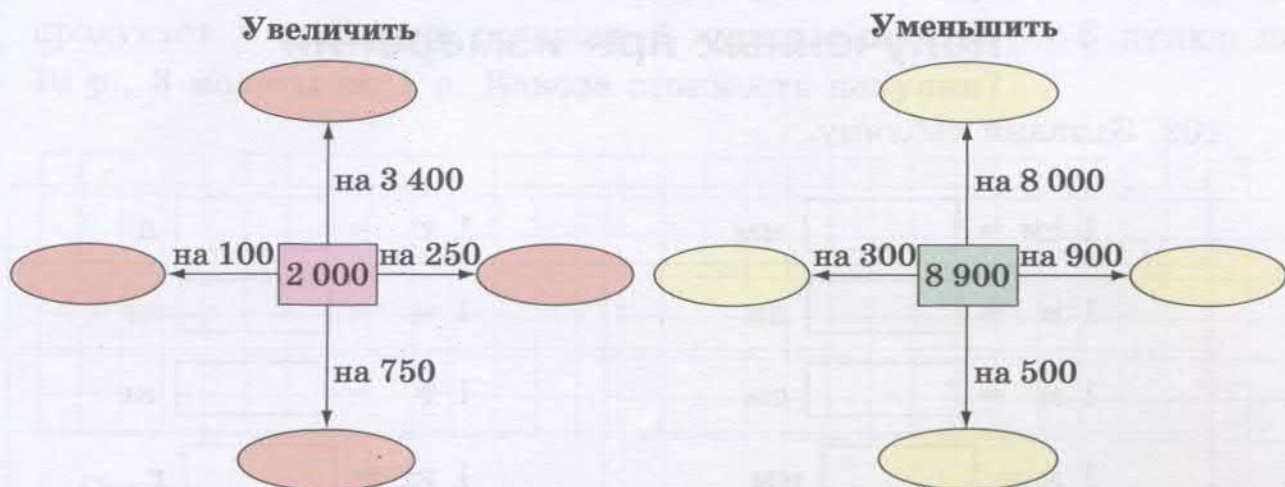 Увеличить Уменьшить
на 3 400 на 8 000
на 100 2 000 на 250 на 300 8 900 на 900
на 750 на 500